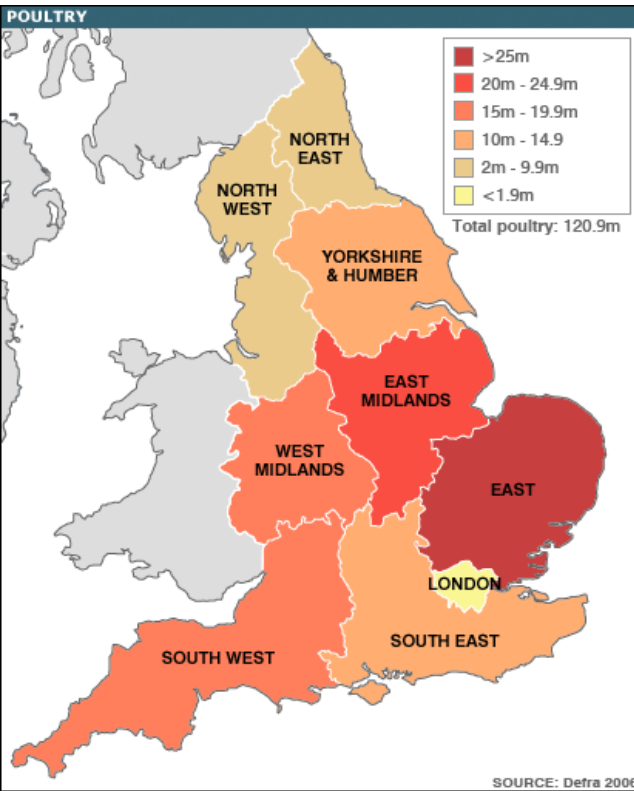 POULTRY
>25m
20m - 24.9m
15m - 19.9m
10m - 14.9
2m - 9.9m
<1.9m
Total poultry: 120.9m
NORTH
EAST
NORTH
WEST
YORKSHIRE
& HUMBER
EAST
MIDLANDS
WEST
MIDLANDS
EAST
LONDON
SOUTH EAST
SOUTH WEST
SOURCE: Defra 2006